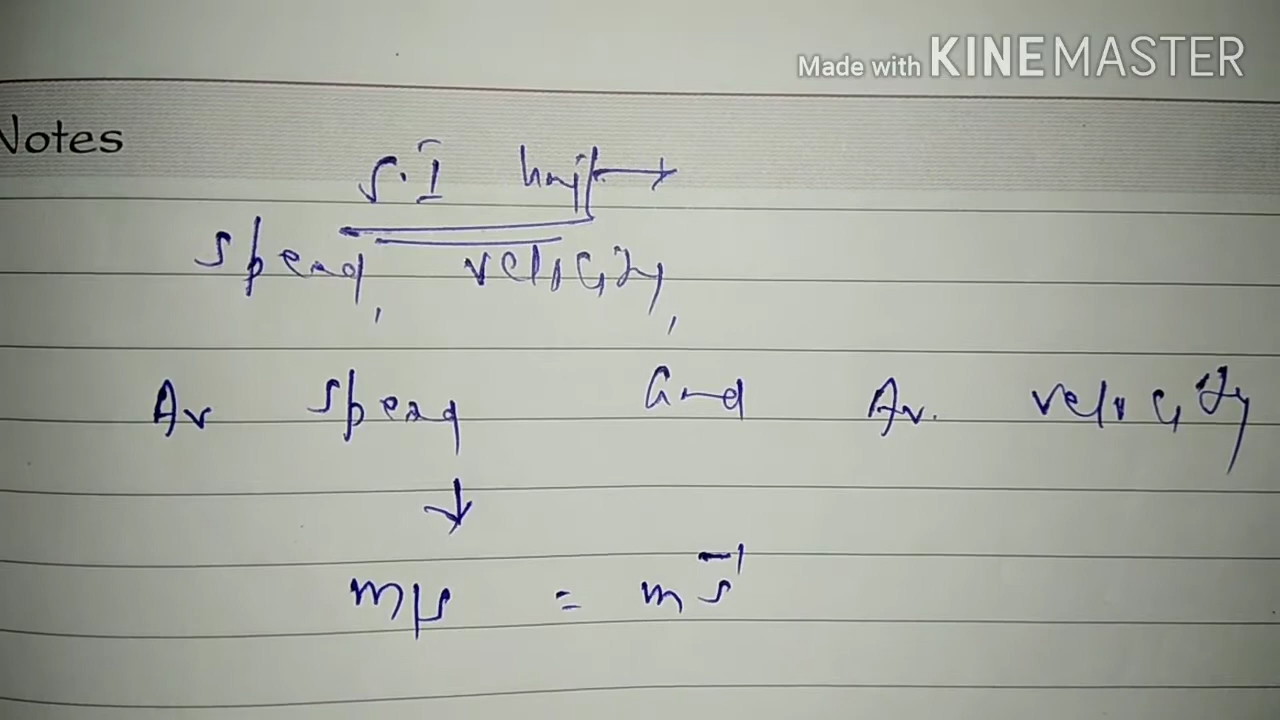 Made with KINEMASTER
Notes
S.I Unit →
Speed, velocity,
Av Speed and Av. velocity
↓
m/s = ms⁻¹